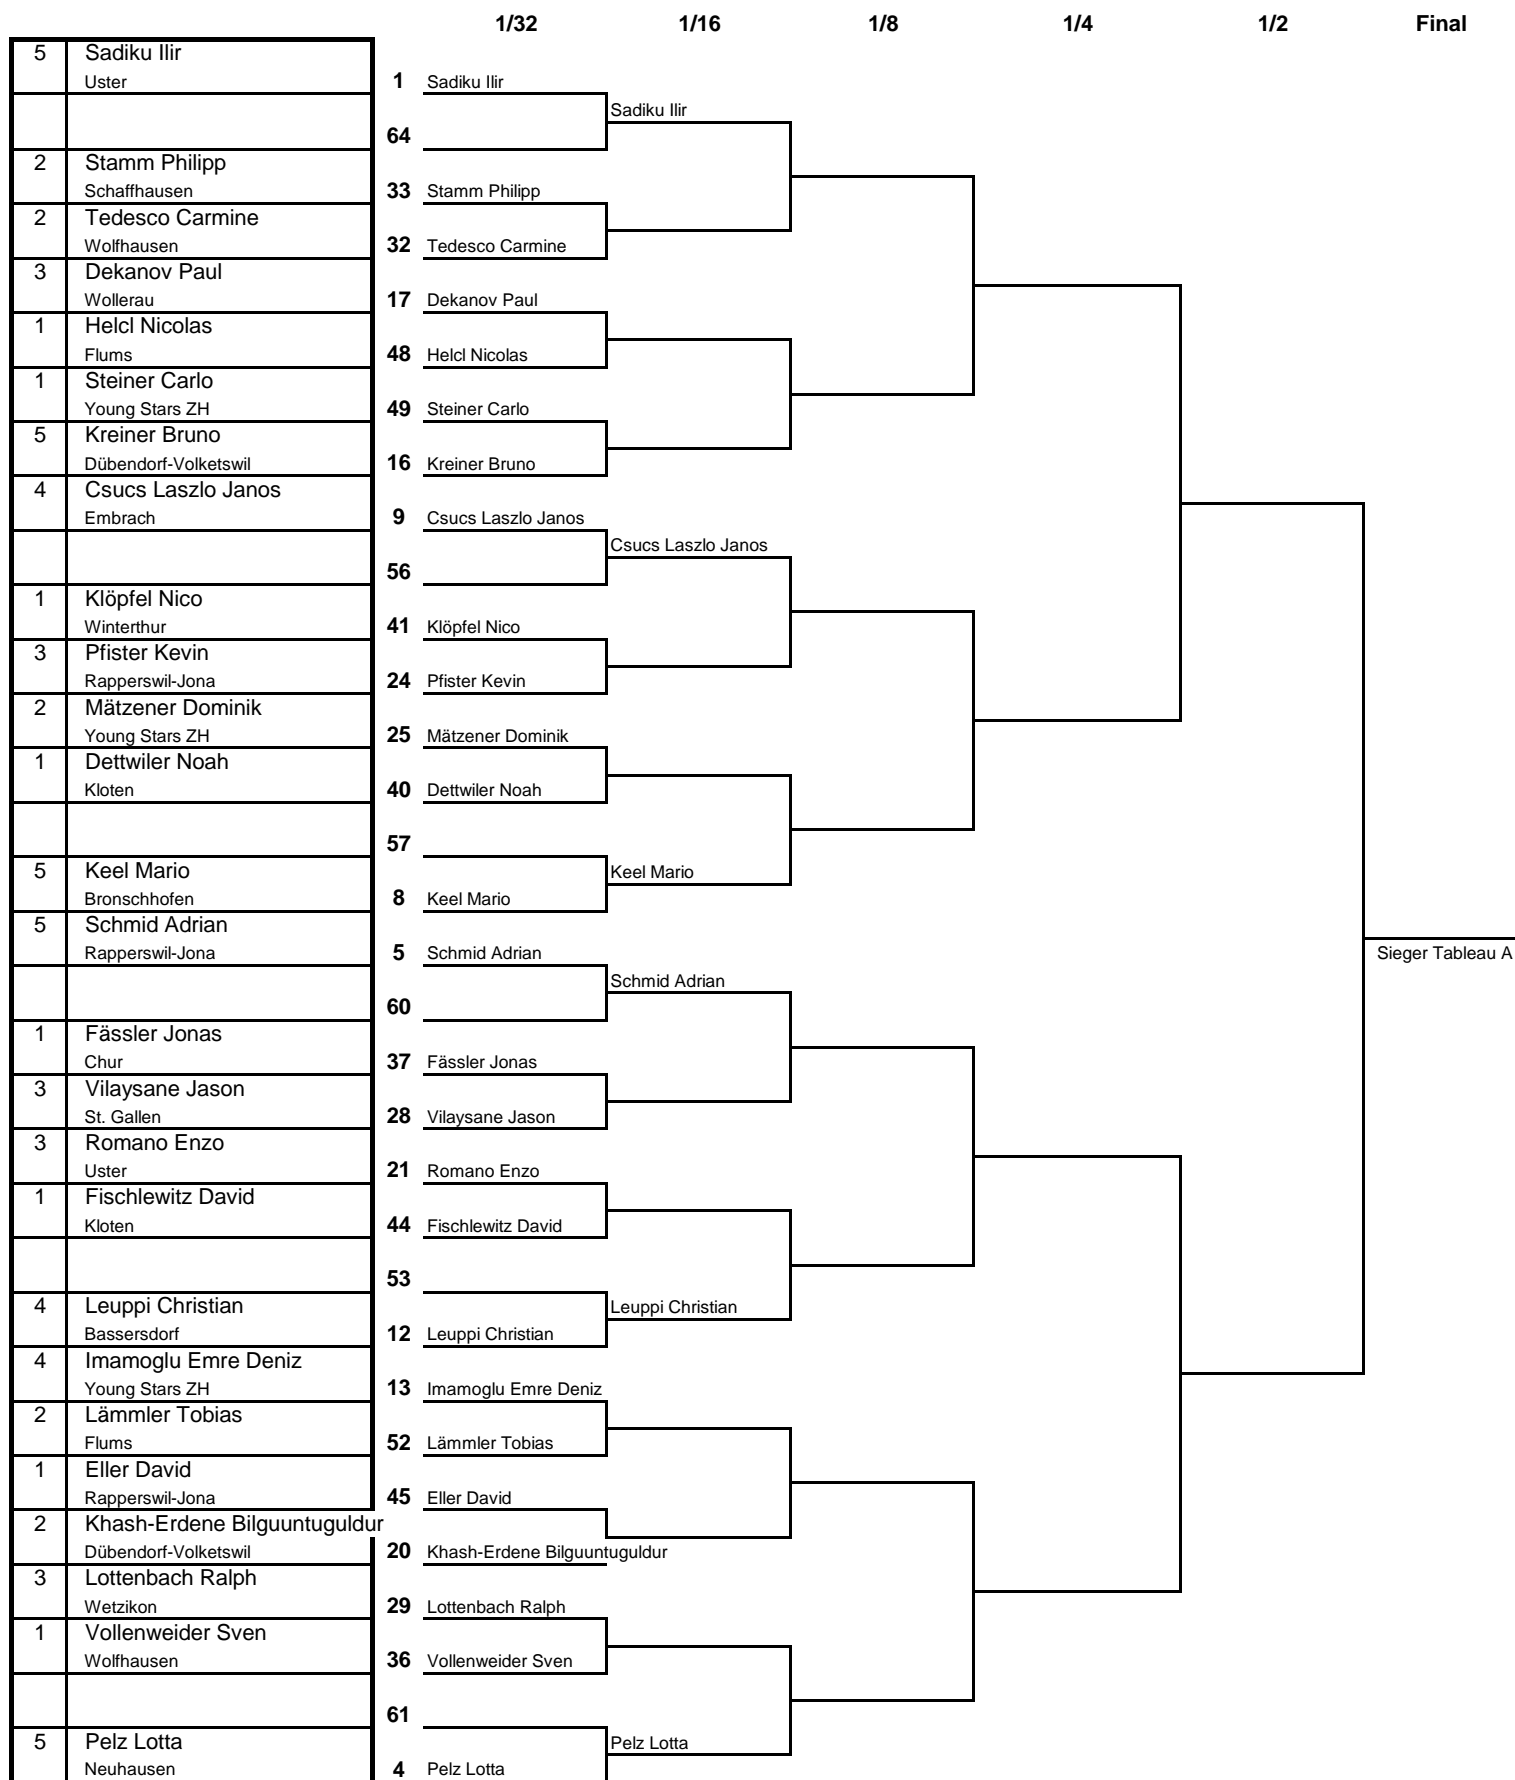 1/32 1/16 1/8 1/4 1/2 Final
5 Sadiku Ilir
Uster 1 Sadiku Ilir
Sadiku Ilir
64
2 Stamm Philipp
Schaffhausen 33 Stamm Philipp
2 Tedesco Carmine
Wolfhausen 32 Tedesco Carmine
3 Dekanov Paul
Wollerau 17 Dekanov Paul
1 Helcl Nicolas
Flums 48 Helcl Nicolas
1 Steiner Carlo
Young Stars ZH 49 Steiner Carlo
5 Kreiner Bruno
Dübendorf-Volketswil 16 Kreiner Bruno
4 Csucs Laszlo Janos
Embrach 9 Csucs Laszlo Janos
Csucs Laszlo Janos
56
1 Klöpfel Nico
Winterthur 41 Klöpfel Nico
3 Pfister Kevin
Rapperswil-Jona 24 Pfister Kevin
2 Mätzener Dominik
Young Stars ZH 25 Mätzener Dominik
1 Dettwiler Noah
Kloten 40 Dettwiler Noah
57
5 Keel Mario Keel Mario
Bronschhofen 8 Keel Mario
5 Schmid Adrian
Rapperswil-Jona 5 Schmid Adrian Sieger Tableau A
Schmid Adrian
60
1 Fässler Jonas
Chur 37 Fässler Jonas
3 Vilaysane Jason
St. Gallen 28 Vilaysane Jason
3 Romano Enzo
Uster 21 Romano Enzo
1 Fischlewitz David
Kloten 44 Fischlewitz David
53
4 Leuppi Christian Leuppi Christian
Bassersdorf 12 Leuppi Christian
4 Imamoglu Emre Deniz
Young Stars ZH 13 Imamoglu Emre Deniz
2 Lämmler Tobias
Flums 52 Lämmler Tobias
1 Eller David
Rapperswil-Jona 45 Eller David
2 Khash-Erdene Bilguuntuguldur
Dübendorf-Volketswil 20 Khash-Erdene Bilguuntuguldur
3 Lottenbach Ralph
Wetzikon 29 Lottenbach Ralph
1 Vollenweider Sven
Wolfhausen 36 Vollenweider Sven
61
5 Pelz Lotta Pelz Lotta
Neuhausen 4 Pelz Lotta